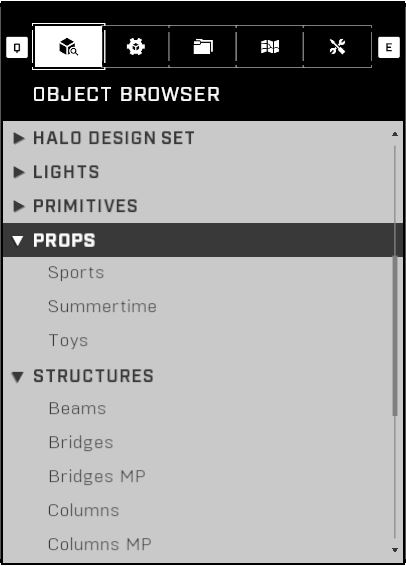 Q
E
OBJECT BROWSER
HALO DESIGN SET
LIGHTS
PRIMITIVES
PROPS
Sports
Summertime
Toys
STRUCTURES
Beams
Bridges
Bridges MP
Columns
Columns MP